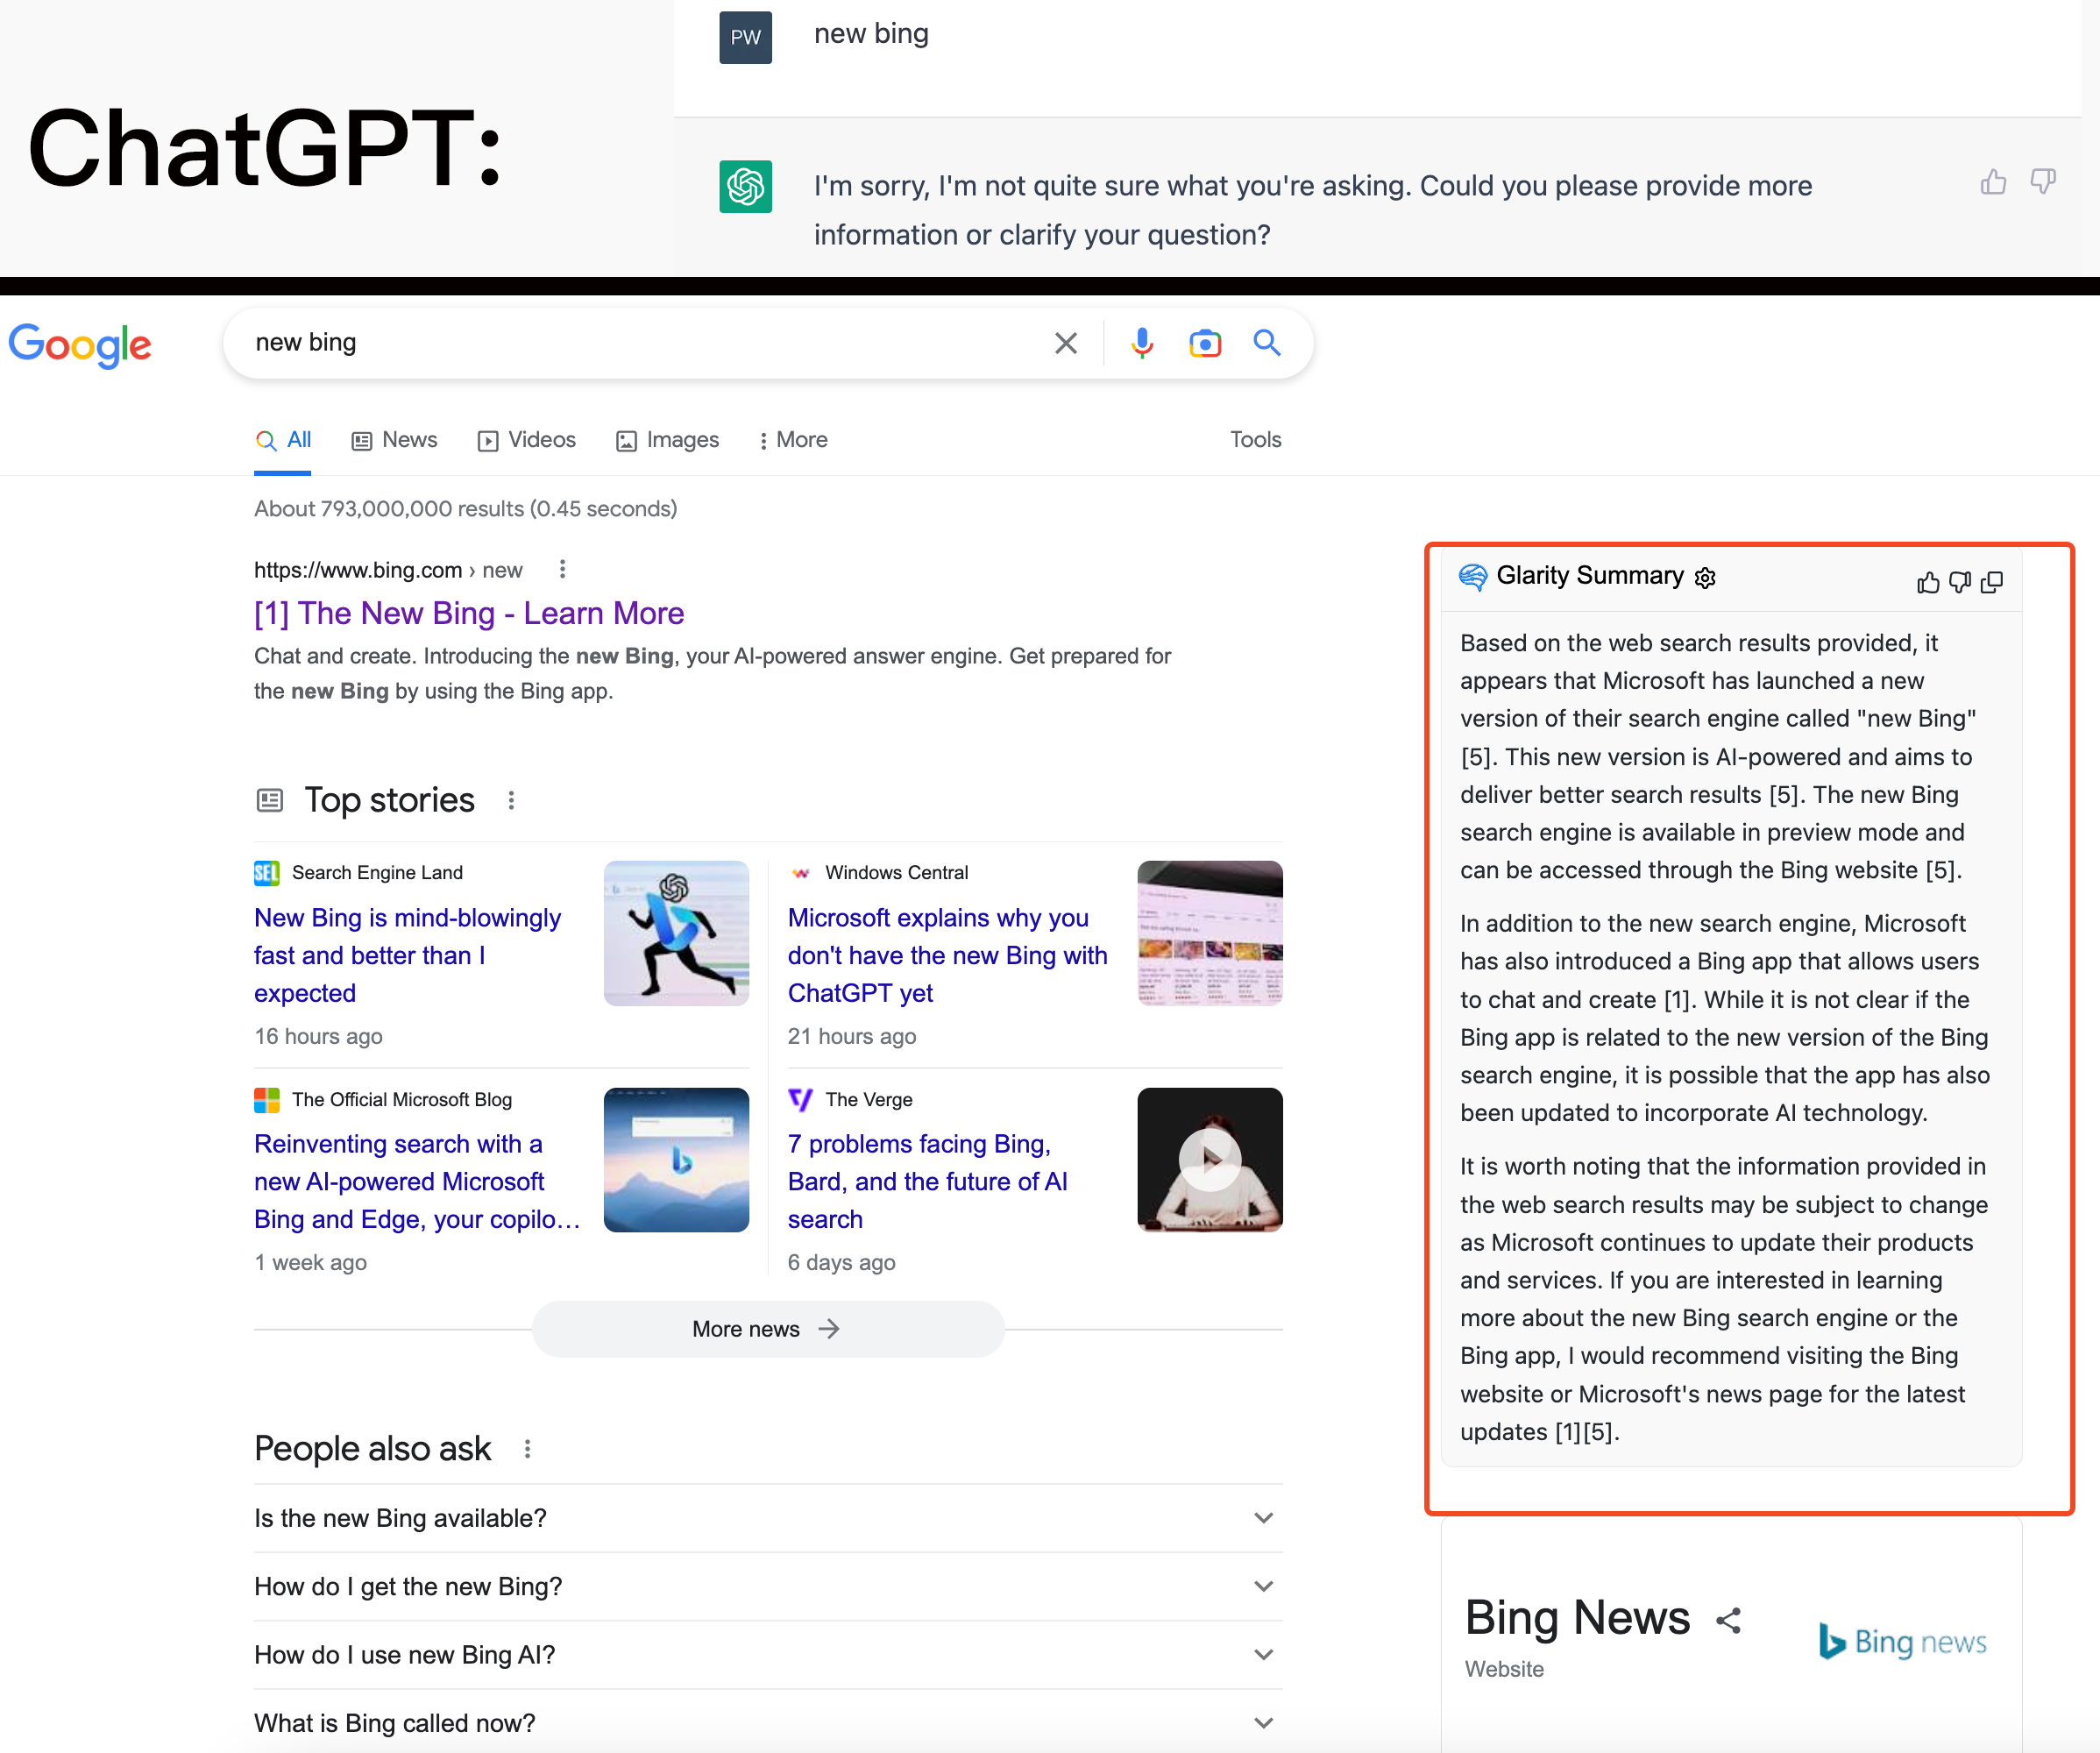 ChatGPT:
PW
new bing
I'm sorry, I'm not quite sure what you're asking. Could you please provide more
information or clarify your question?
Google
new bing
All
News
Videos
Images
More
Tools
About 793,000,000 results (0.45 seconds)
https://www.bing.com › new
[1] The New Bing - Learn More
Chat and create. Introducing the new Bing, your AI-powered answer engine. Get prepared for
the new Bing by using the Bing app.
Top stories
SEL
Search Engine Land
New Bing is mind-blowingly
fast and better than I
expected
16 hours ago
Windows Central
Microsoft explains why you
don't have the new Bing with
ChatGPT yet
21 hours ago
The Official Microsoft Blog
Reinventing search with a
new AI-powered Microsoft
Bing and Edge, your copilo...
1 week ago
The Verge
7 problems facing Bing,
Bard, and the future of AI
search
6 days ago
More news
People also ask
Is the new Bing available?
How do I get the new Bing?
How do I use new Bing AI?
What is Bing called now?
Glarity Summary
Based on the web search results provided, it
appears that Microsoft has launched a new
version of their search engine called "new Bing"
[5]. This new version is AI-powered and aims to
deliver better search results [5]. The new Bing
search engine is available in preview mode and
can be accessed through the Bing website [5].
In addition to the new search engine, Microsoft
has also introduced a Bing app that allows users
to chat and create [1]. While it is not clear if the
Bing app is related to the new version of the Bing
search engine, it is possible that the app has also
been updated to incorporate AI technology.
It is worth noting that the information provided in
the web search results may be subject to change
as Microsoft continues to update their products
and services. If you are interested in learning
more about the new Bing search engine or the
Bing app, I would recommend visiting the Bing
website or Microsoft's news page for the latest
updates [1][5].
Bing News
Website
Bing news